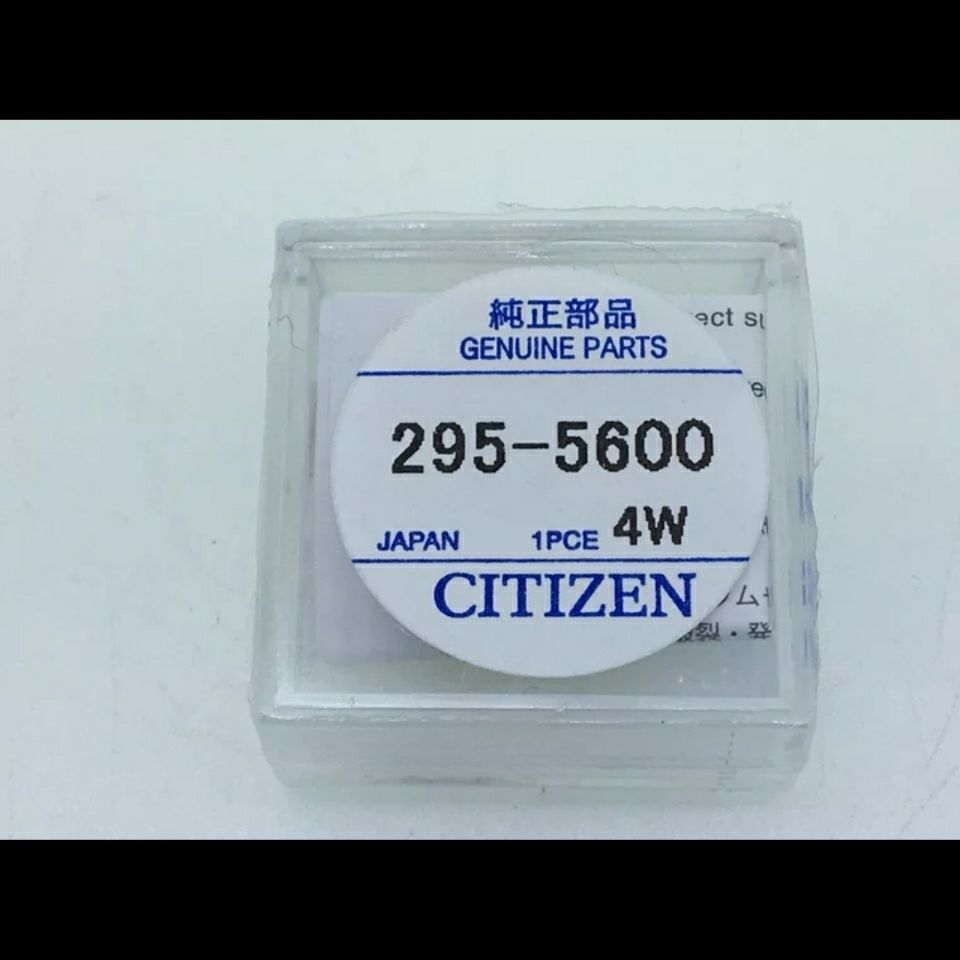 純正部品
GENUINE PARTS
295-5600
JAPAN 1PCE 4W
CITIZEN